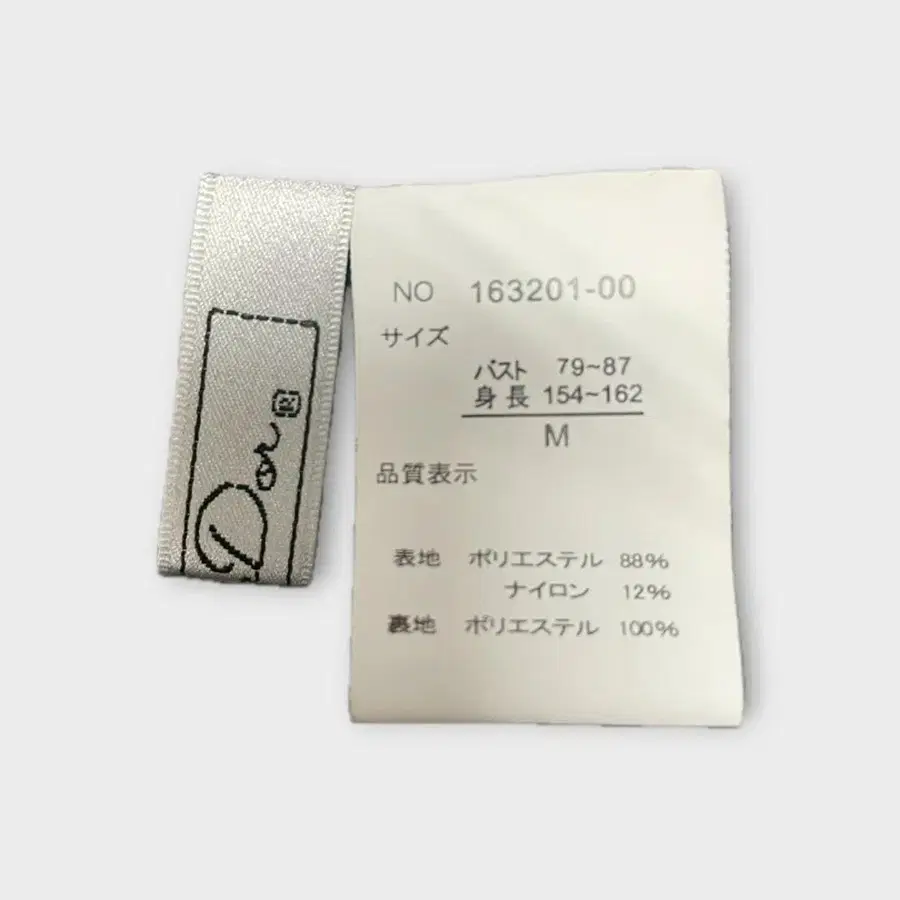 Dor
NO 163201-00
サイズ
バスト 79~87
身長 154~162
M
品質表示
表地 ポリエステル 88%
ナイロン 12%
裏地 ポリエステル 100%